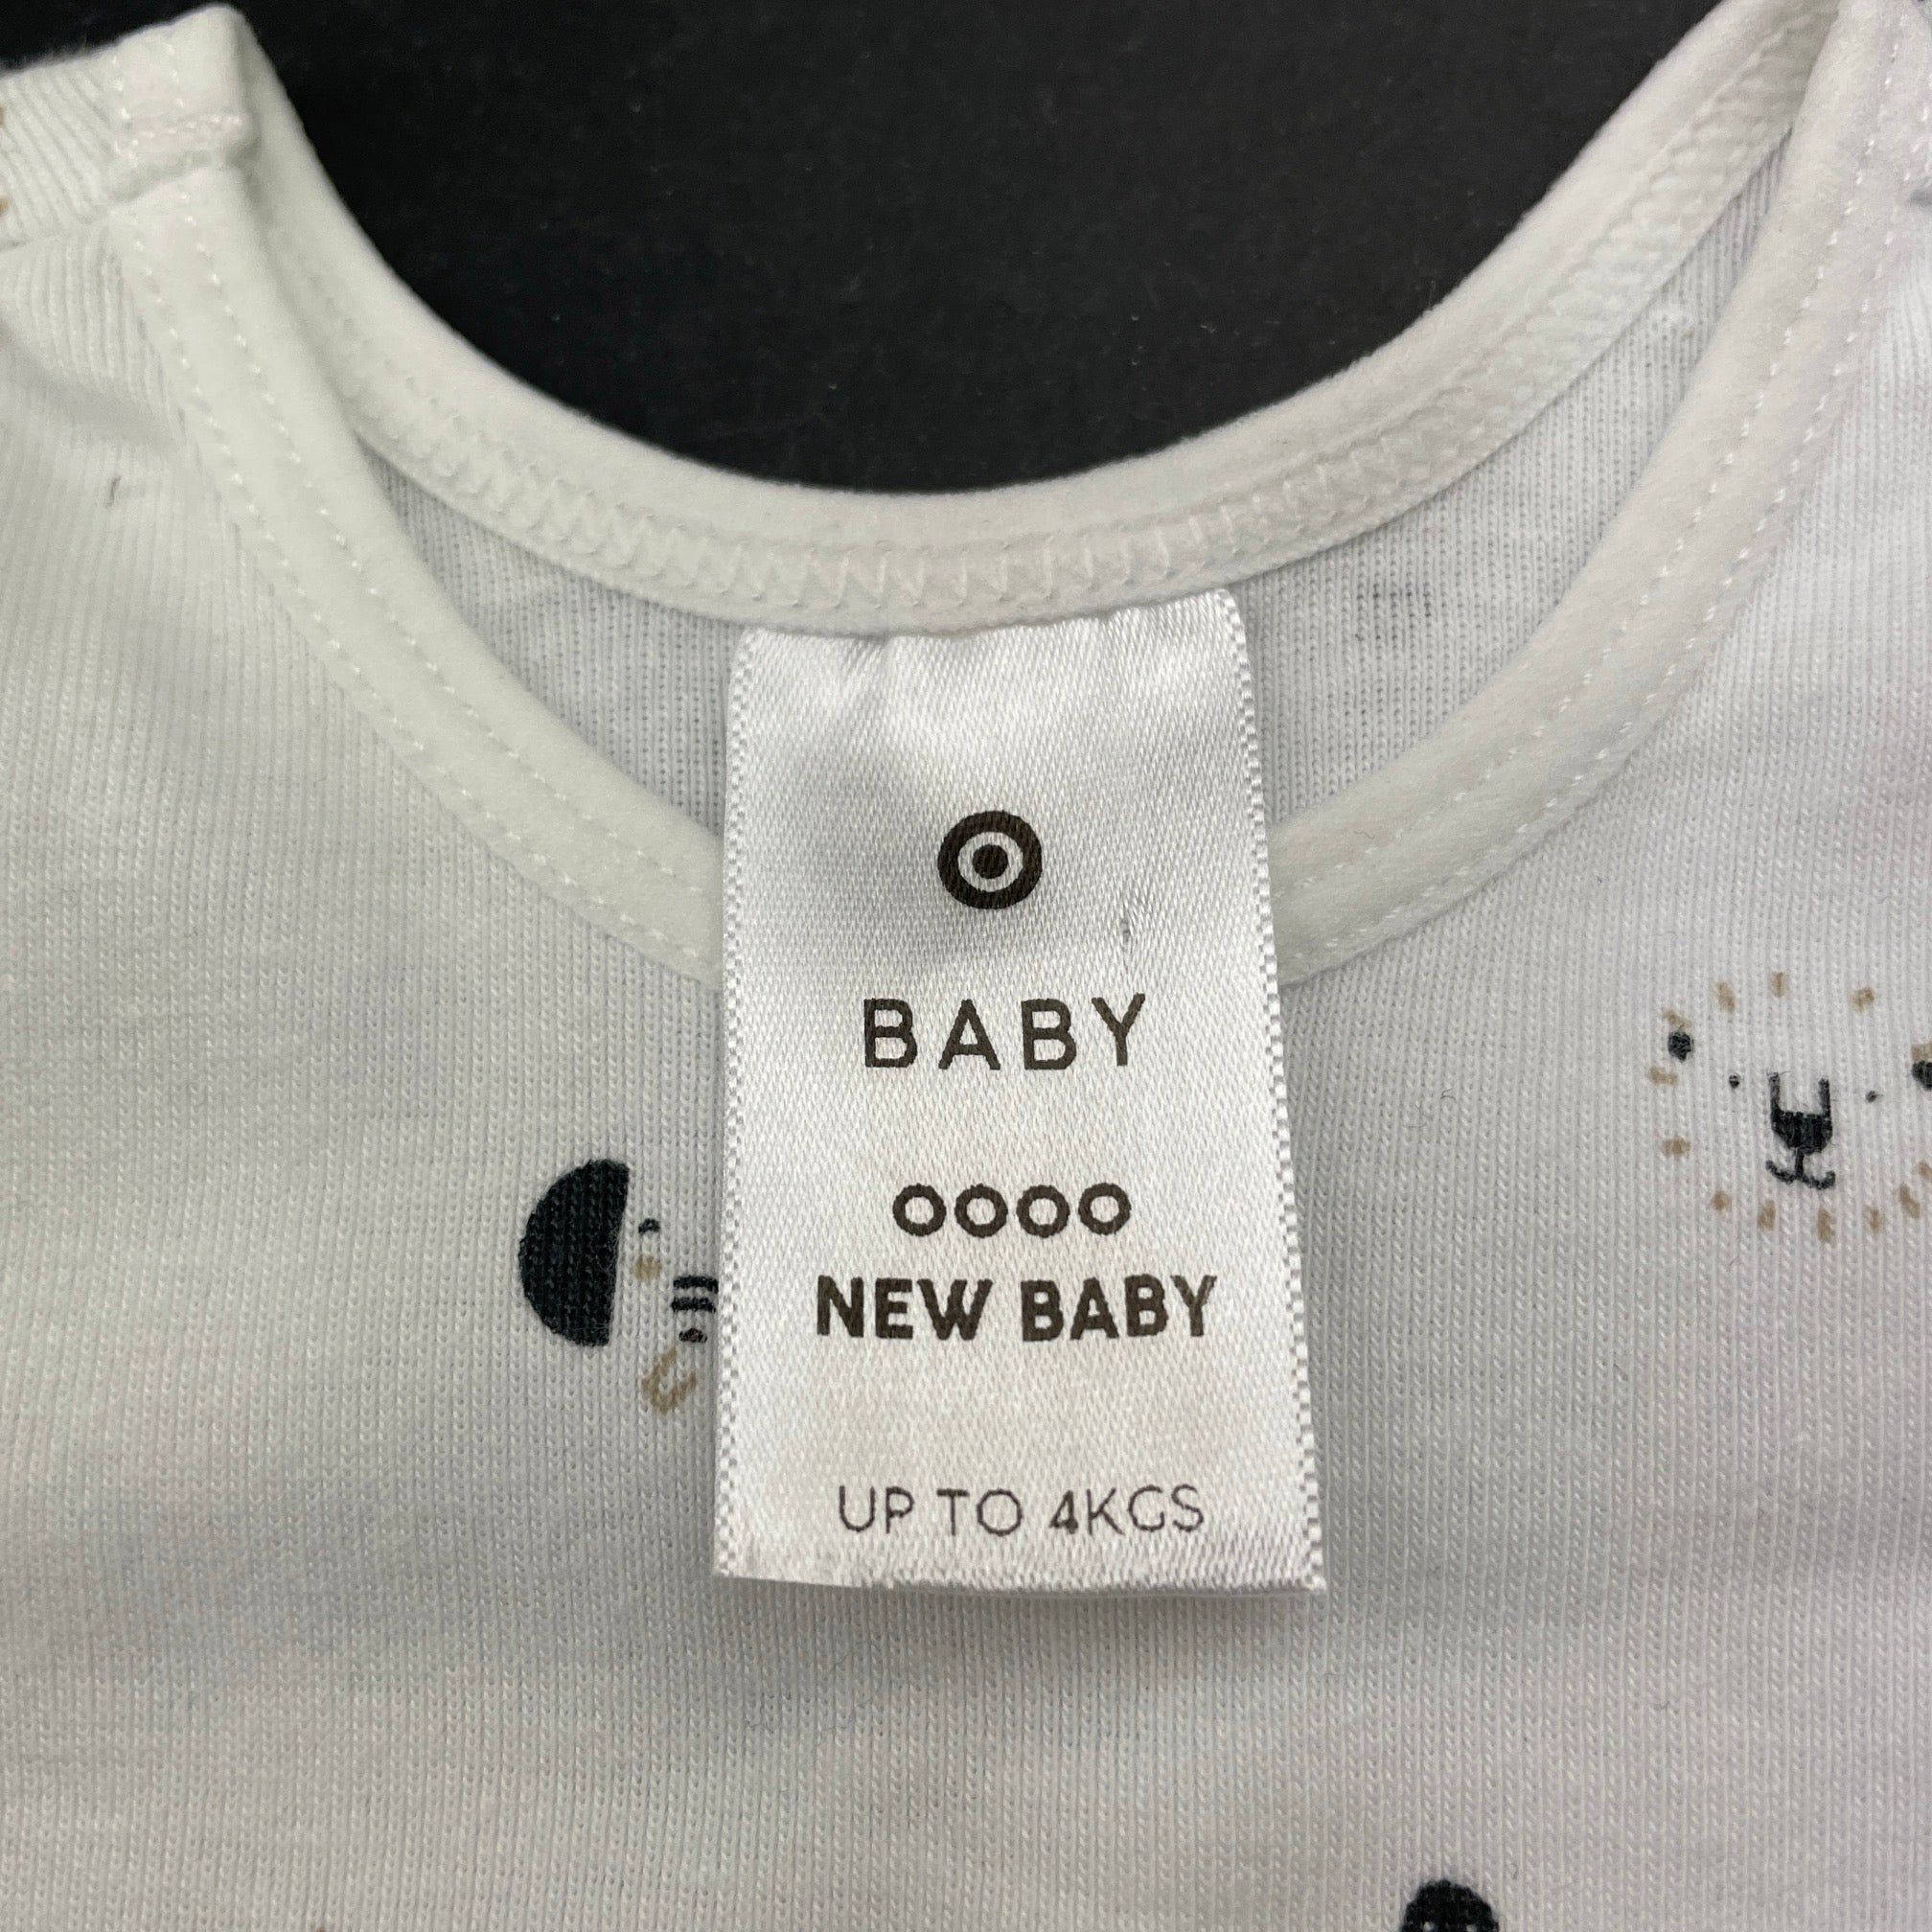 BABY
0000
NEW BABY
UP TO 4KGS